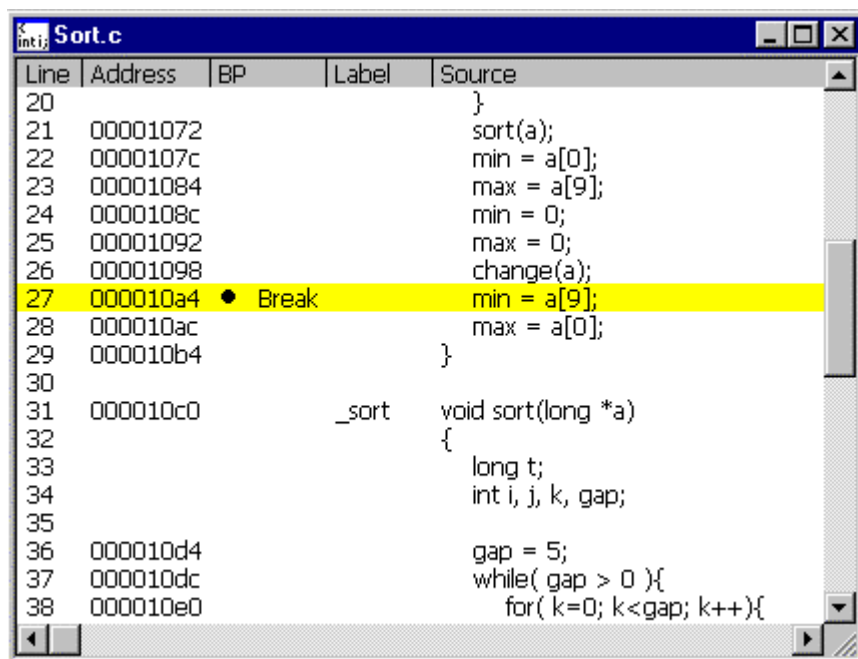 int i; Sort.c
Line Address BP Label Source
20 }
21 00001072 sort(a);
22 0000107c min = a[0];
23 00001084 max = a[9];
24 0000108c min = 0;
25 00001092 max = 0;
26 00001098 change(a);
27 000010a4 ● Break min = a[9];
28 000010ac max = a[0];
29 000010b4 }
30
31 000010c0 _sort void sort(long *a)
32 {
33 long t;
34 int i, j, k, gap;
35
36 000010d4 gap = 5;
37 000010dc while( gap > 0 ){
38 000010e0 for( k=0; k<gap; k++){